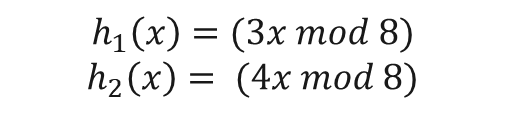 h₁(x) = (3x mod 8)
h₂(x) = (4x mod 8)